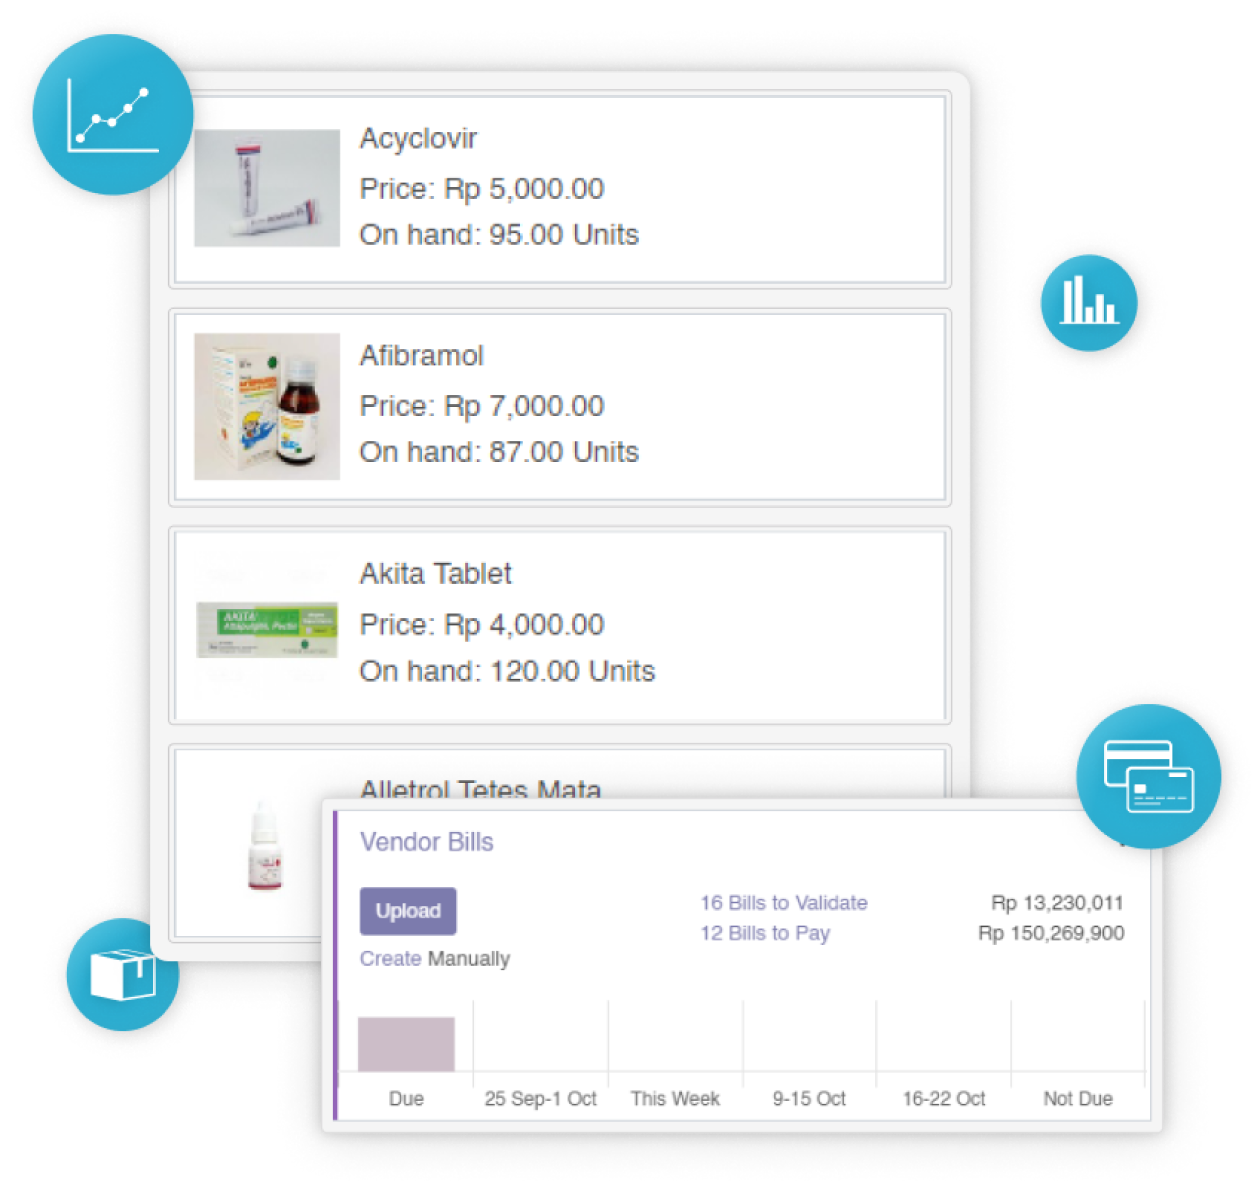 Acyclovir
Price: Rp 5,000.00
On hand: 95.00 Units
Afibramol
Price: Rp 7,000.00
On hand: 87.00 Units
AKITA
Akita Tablet
Price: Rp 4,000.00
On hand: 120.00 Units
Alletrol Tetes Mata
Vendor Bills
Upload
16 Bills to Validate Rp 13,230,011
12 Bills to Pay Rp 150,269,900
Create Manually
Due 25 Sep-1 Oct This Week 9-15 Oct 16-22 Oct Not Due